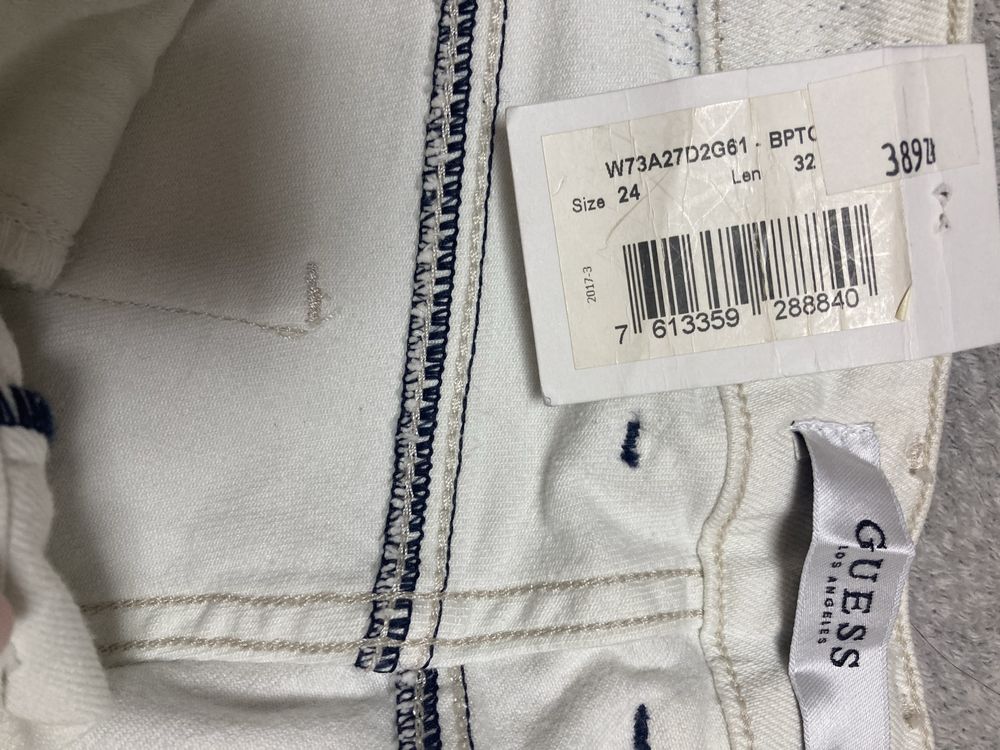 W73A27D2G61 - BPTC
Size 24 Len 32
389zł
2017-3
7 613359 288840
GUESS
LOS ANGELES